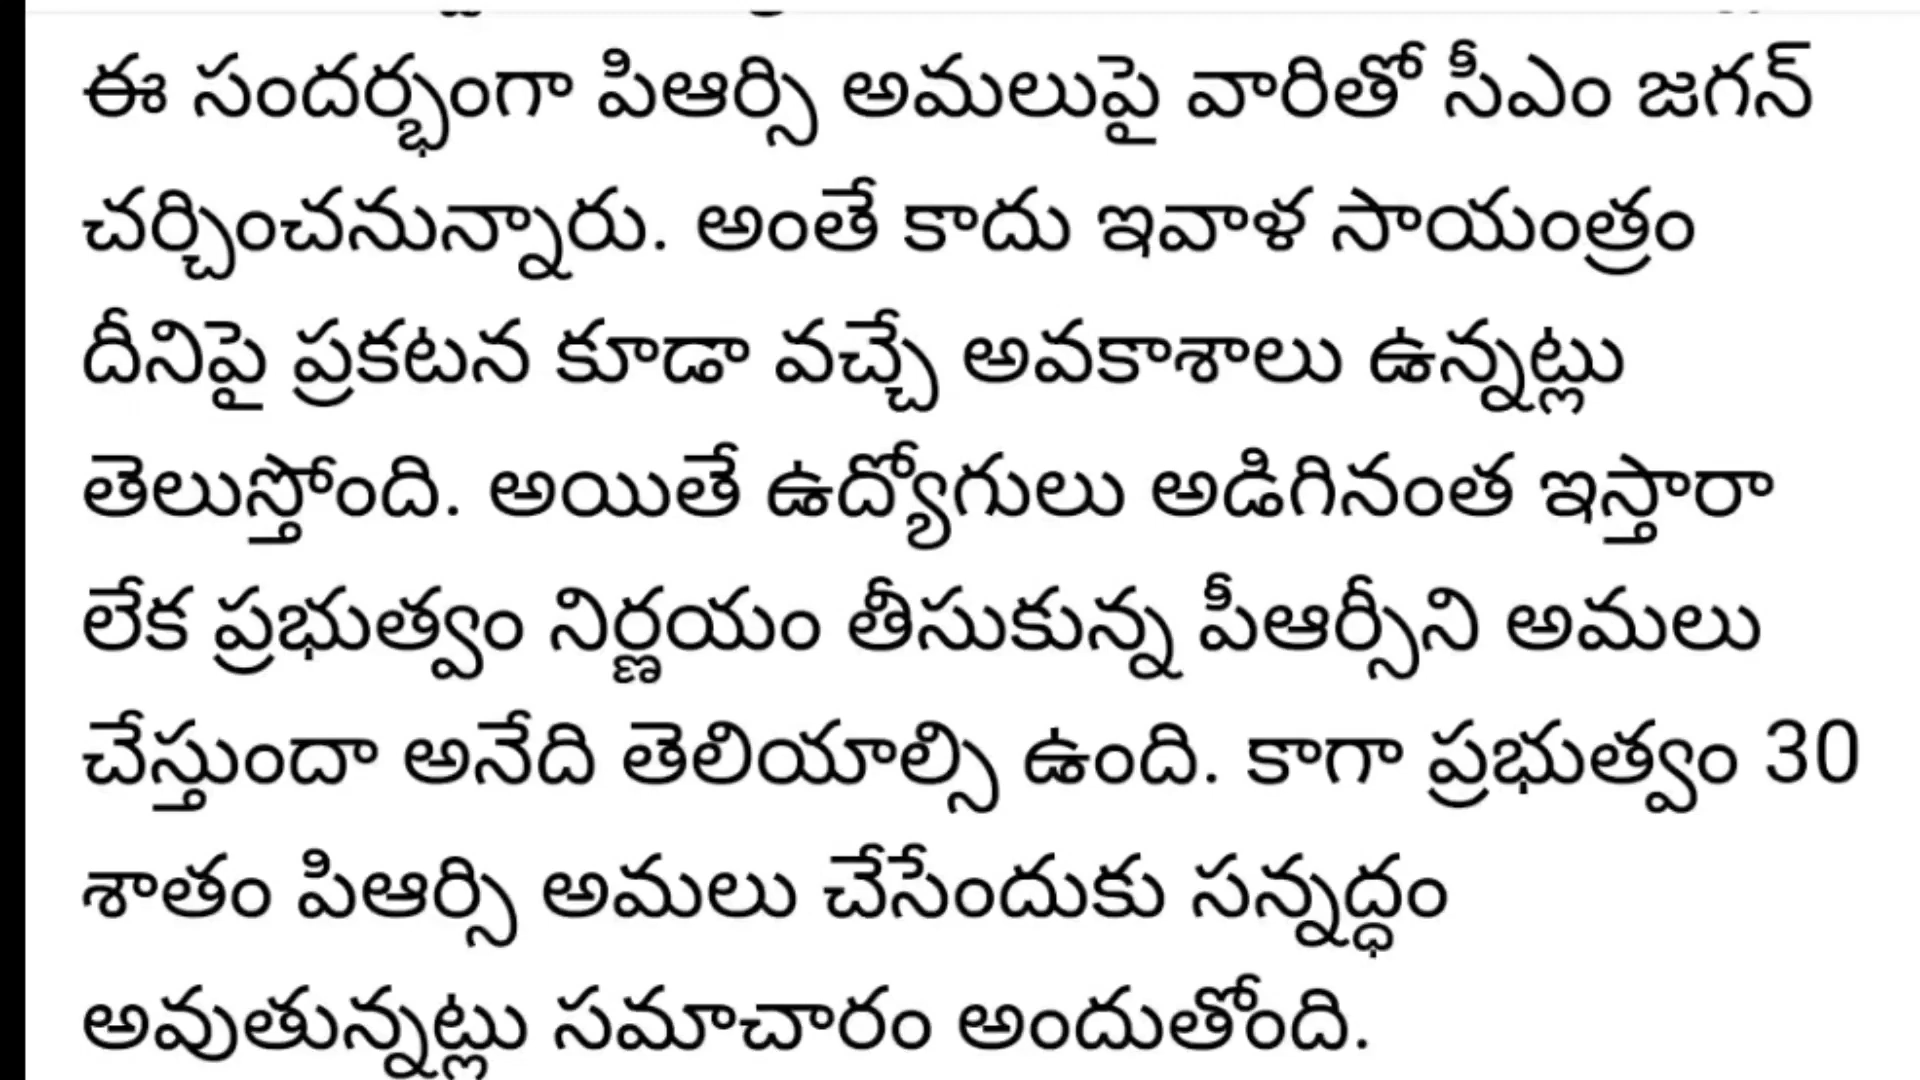 ఈ సందర్భంగా పిఆర్సి అమలుపై వారితో సీఎం జగన్
చర్చించనున్నారు. అంతే కాదు ఇవాళ సాయంత్రం
దీనిపై ప్రకటన కూడా వచ్చే అవకాశాలు ఉన్నట్లు
తెలుస్తోంది. అయితే ఉద్యోగులు అడిగినంత ఇస్తారా
లేక ప్రభుత్వం నిర్ణయం తీసుకున్న పీఆర్సీని అమలు
చేస్తుందా అనేది తెలియాల్సి ఉంది. కాగా ప్రభుత్వం 30
శాతం పిఆర్సి అమలు చేసేందుకు సన్నద్ధం
అవుతున్నట్లు సమాచారం అందుతోంది.